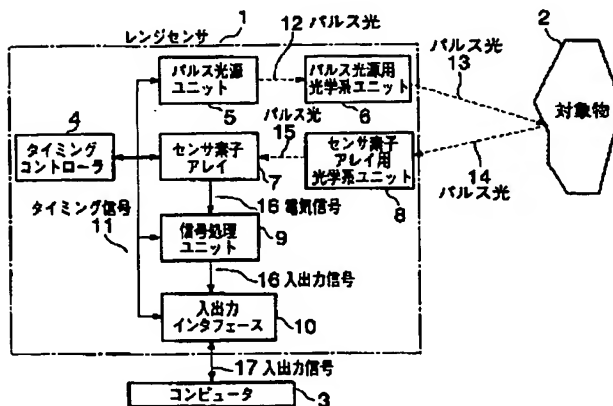 1
レンジセンサ
12 パルス光
2
パルス光源
ユニット
5
パルス光源用
光学系ユニット
6
パルス光
13
対象物
4
タイミング
コントローラ
センサ素子
アレイ
7
パルス光
15
センサ素子
アレイ用
光学系ユニット
8
14
パルス光
タイミング信号
11
16 電気信号
信号処理
ユニット
9
16 入出力信号
入出力
インタフェース
10
17 入出力信号
コンピュータ
3